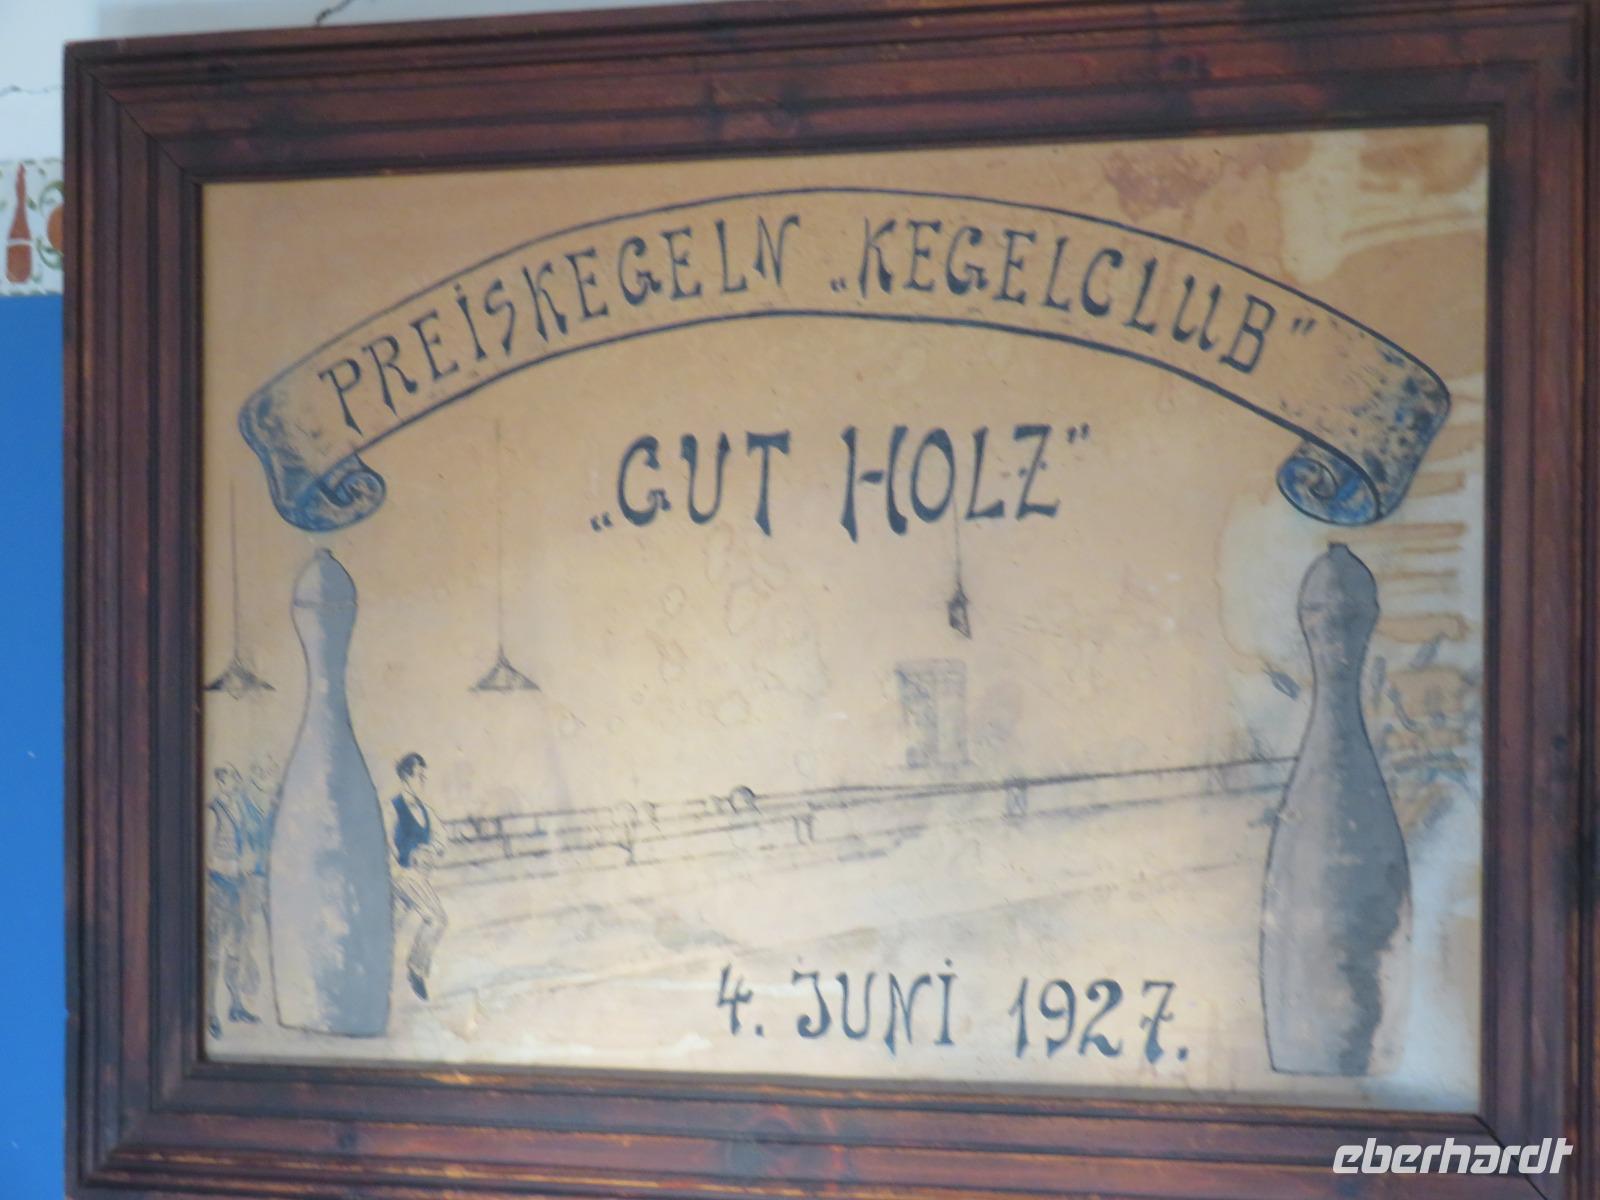 PREISKEGELN „KEGELCLUB"
„GUT HOLZ"
4. JUNI 1927.
eberhardt